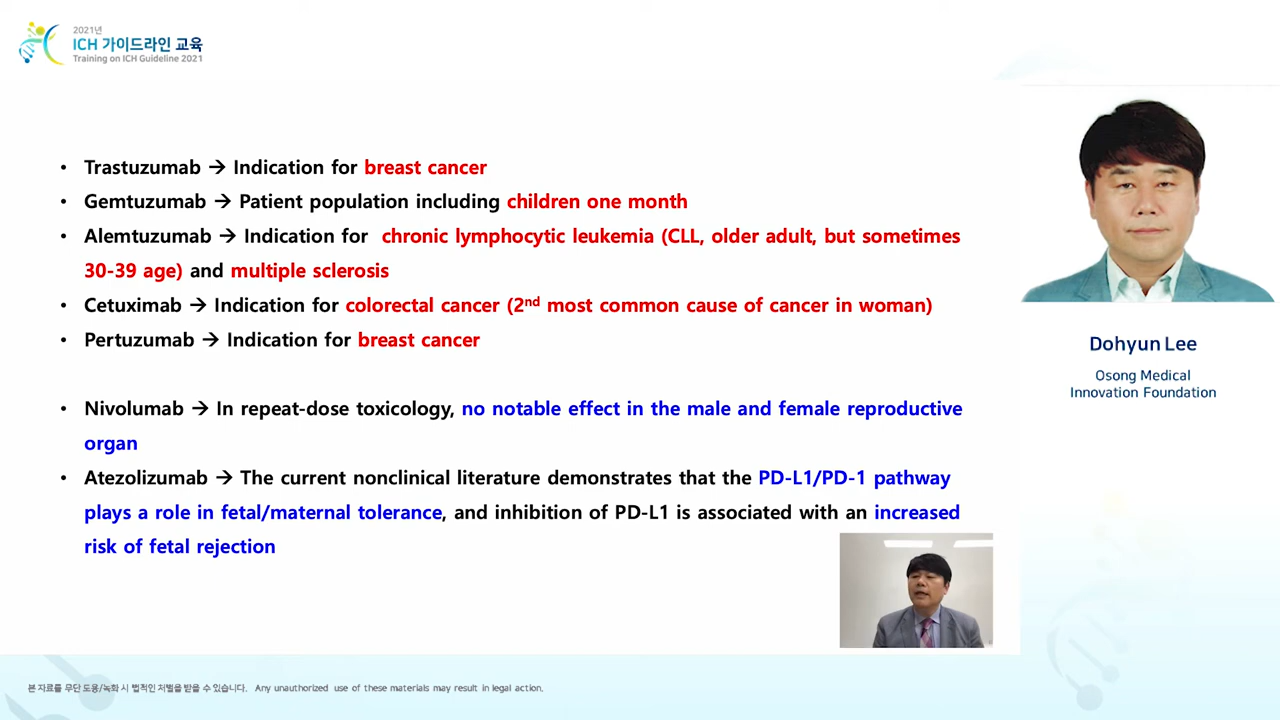 2021년
ICH 가이드라인 교육
Training on ICH Guideline 2021
• Trastuzumab → Indication for breast cancer
• Gemtuzumab → Patient population including children one month
• Alemtuzumab → Indication for chronic lymphocytic leukemia (CLL, older adult, but sometimes
30-39 age) and multiple sclerosis
• Cetuximab → Indication for colorectal cancer (2nd most common cause of cancer in woman)
• Pertuzumab → Indication for breast cancer
• Nivolumab → In repeat-dose toxicology, no notable effect in the male and female reproductive
organ
• Atezolizumab → The current nonclinical literature demonstrates that the PD-L1/PD-1 pathway
plays a role in fetal/maternal tolerance, and inhibition of PD-L1 is associated with an increased
risk of fetal rejection
Dohyun Lee
Osong Medical
Innovation Foundation
본 자료를 무단 도용/녹화 시 법적인 처벌을 받을 수 있습니다. Any unauthorized use of these materials may result in legal action.